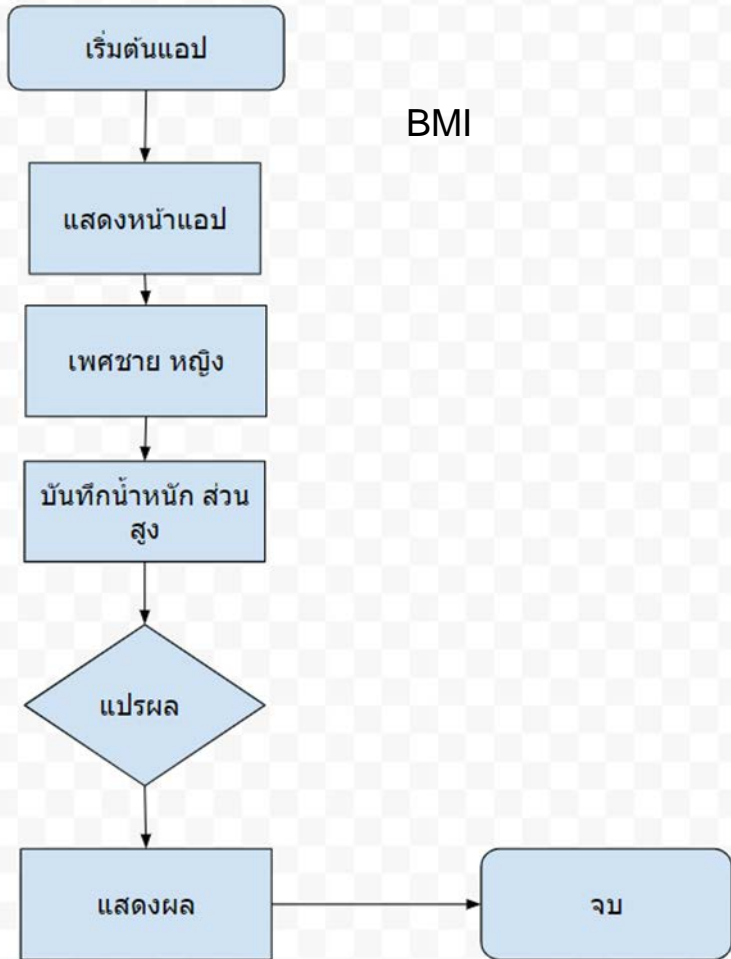 เริ่มต้นแอป
BMI
แสดงหน้าแอป
เพศชาย หญิง
บันทึกน้ำหนัก ส่วน
สูง
แปรผล
แสดงผล
จบ